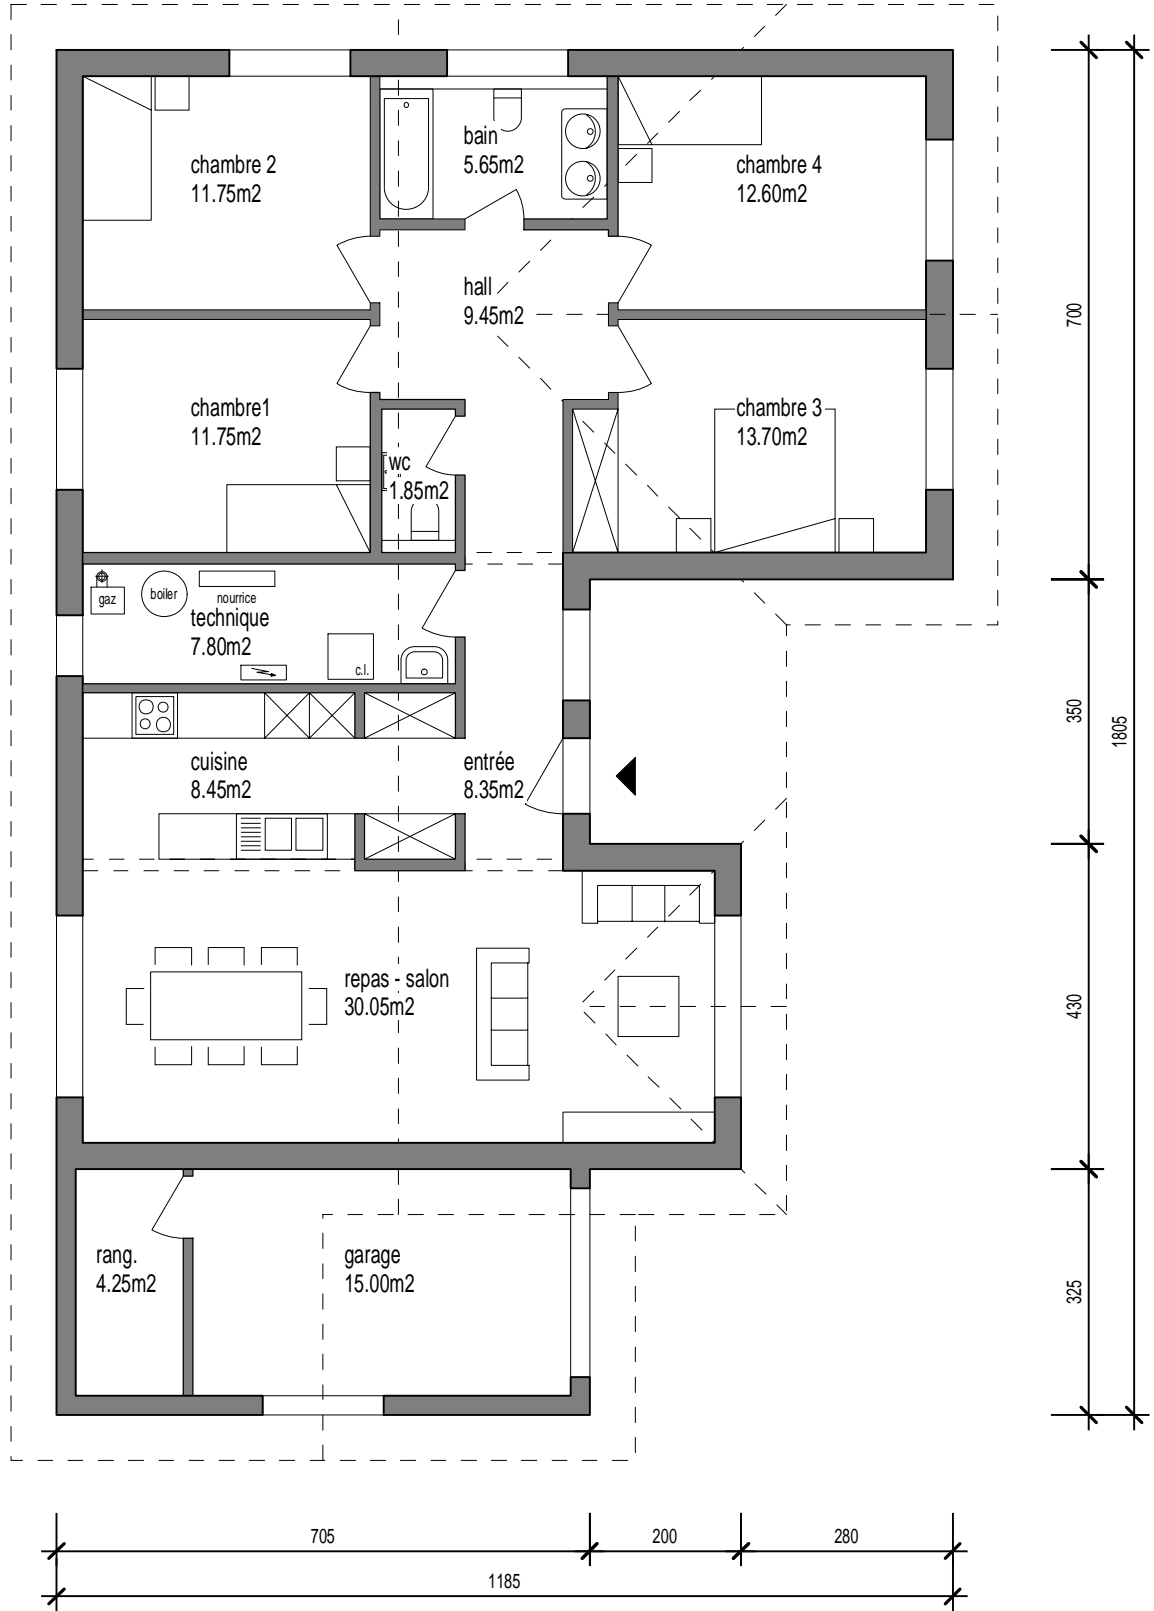 chambre 2
11.75m2
bain
5.65m2
chambre 4
12.60m2
hall
9.45m2
chambre1
11.75m2
wc
1.85m2
chambre 3
13.70m2
gaz
boiler
nourrice
technique
7.80m2
c.l.
cuisine
8.45m2
entrée
8.35m2
repas - salon
30.05m2
rang.
4.25m2
garage
15.00m2
700
350
1805
430
325
705
200
280
1185